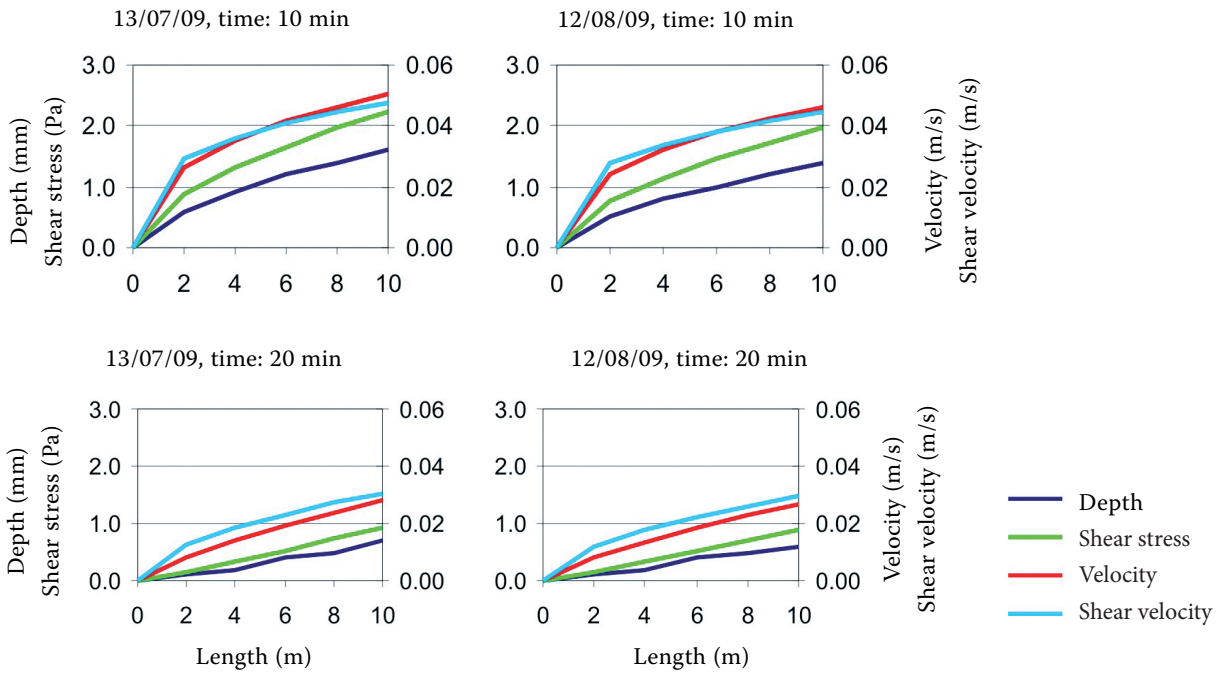 13/07/09, time: 10 min
12/08/09, time: 10 min
Depth (mm)
Shear stress (Pa)
3.0
2.0
1.0
0.0
0.06
0.04
0.02
0.00
0 2 4 6 8 10
3.0
2.0
1.0
0.0
0.06
0.04
0.02
0.00
0 2 4 6 8 10
Velocity (m/s)
Shear velocity (m/s)
13/07/09, time: 20 min
12/08/09, time: 20 min
Depth (mm)
Shear stress (Pa)
3.0
2.0
1.0
0.0
0.06
0.04
0.02
0.00
0 2 4 6 8 10
Length (m)
3.0
2.0
1.0
0.0
0.06
0.04
0.02
0.00
0 2 4 6 8 10
Length (m)
Velocity (m/s)
Shear velocity (m/s)
Depth
Shear stress
Velocity
Shear velocity